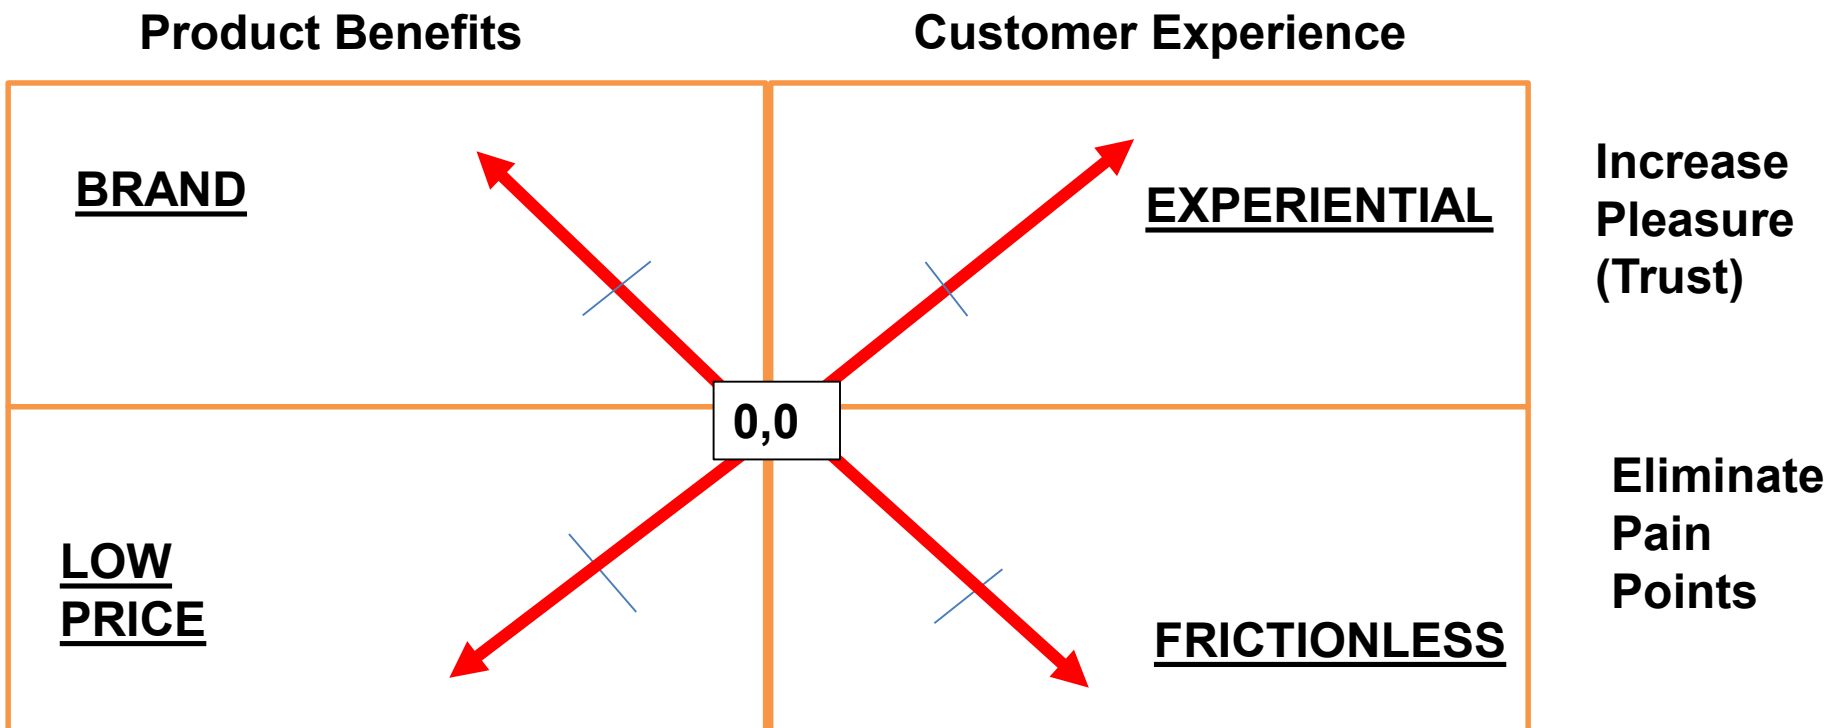 Product Benefits
Customer Experience
BRAND
EXPERIENTIAL
Increase
Pleasure
(Trust)
0,0
LOW
PRICE
FRICTIONLESS
Eliminate
Pain
Points